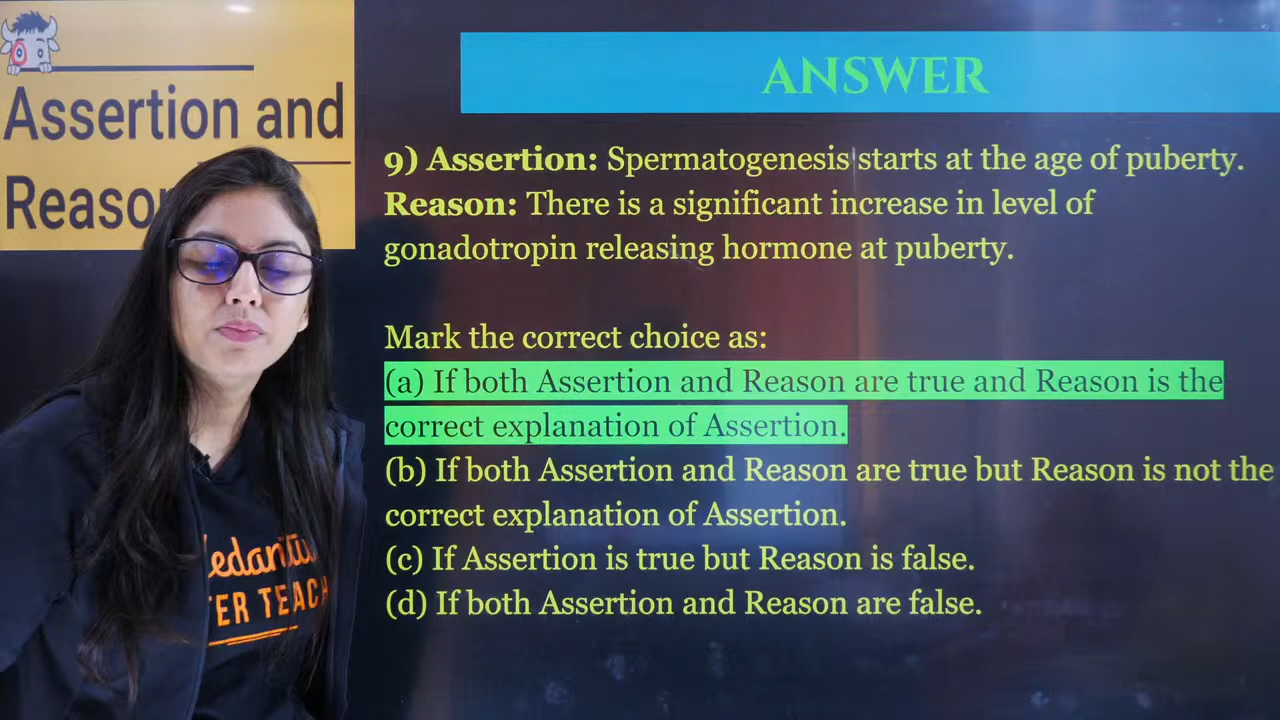 Assertion and
Reason
ANSWER
9) Assertion: Spermatogenesis starts at the age of puberty.
Reason: There is a significant increase in level of
gonadotropin releasing hormone at puberty.
Mark the correct choice as:
(a) If both Assertion and Reason are true and Reason is the
correct explanation of Assertion.
(b) If both Assertion and Reason are true but Reason is not the
correct explanation of Assertion.
(c) If Assertion is true but Reason is false.
(d) If both Assertion and Reason are false.